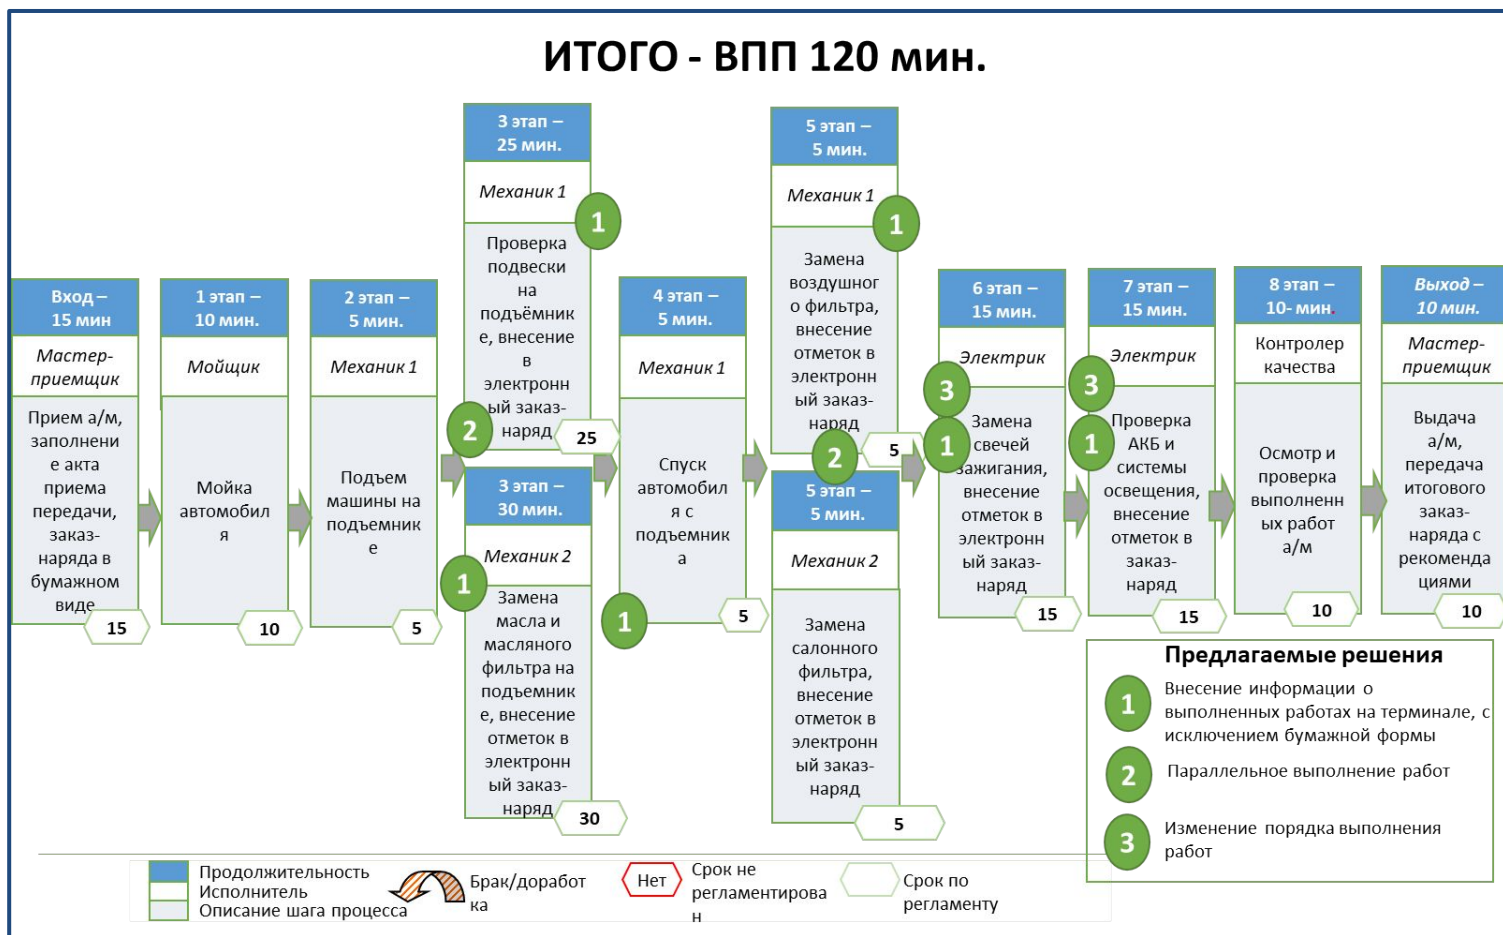 ИТОГО - ВПП 120 мин.
Вход –
15 мин
Мастер-
приемщик
Прием а/м,
заполнени
е акта
приема
передачи,
заказ-
наряда в
бумажном
виде
15
1 этап –
10 мин.
Мойщик
Мойка
автомобил
я
10
2 этап –
5 мин.
Механик 1
Подъем
машины на
подъемник
е
5
3 этап –
25 мин.
Механик 1
1
Проверка
подвески
на
подъёмник
е, внесение
в
электронн
ый заказ-
наряд
2
25
3 этап –
30 мин.
Механик 2
1
Замена
масла и
масляного
фильтра на
подъемник
е, внесение
отметок в
электронн
ый заказ-
наряд
30
4 этап –
5 мин.
Механик 1
Спуск
автомобил
я с
подъемник
а
1
5
5 этап –
5 мин.
Механик 1
1
Замена
воздушног
о фильтра,
внесение
отметок в
электронн
ый заказ-
наряд
2
5
5 этап –
5 мин.
Механик 2
Замена
салонного
фильтра,
внесение
отметок в
электронн
ый заказ-
наряд
5
6 этап –
15 мин.
Электрик
3
1
Замена
свечей
зажигания,
внесение
отметок в
электронн
ый заказ-
наряд
15
7 этап –
15 мин.
Электрик
3
1
Проверка
АКБ и
системы
освещения,
внесение
отметок в
заказ-
наряд
15
8 этап –
10- мин.
Контролер
качества
Осмотр и
проверка
выполненн
ых работ
а/м
10
Выход –
10 мин.
Мастер-
приемщик
Выдача
а/м,
передача
итогового
заказ-
наряда с
рекоменда
циями
10
Предлагаемые решения
1
Внесение информации о
выполненных работах на терминале, с
исключением бумажной формы
2
Параллельное выполнение работ
3
Изменение порядка выполнения
работ
Продолжительность
Исполнитель
Описание шага процесса
Брак/доработ
ка
Нет
Срок не
регламентирова
н
Срок по
регламенту